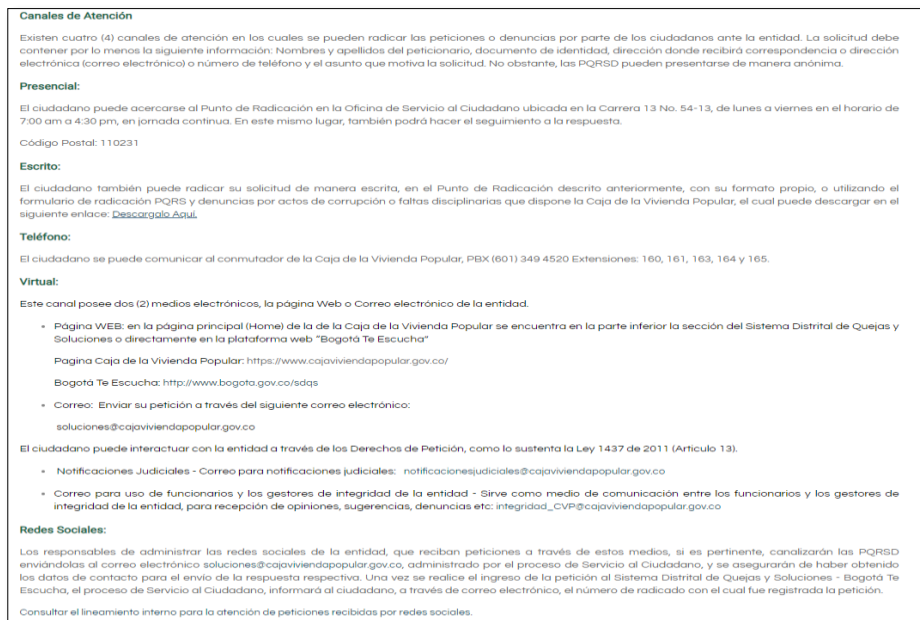 Canales de Atención
Existen cuatro (4) canales de atención en los cuales se pueden radicar las peticiones o denuncias por parte de los ciudadanos ante la entidad. La solicitud debe
contener por lo menos la siguiente información: Nombres y apellidos del peticionario, documento de identidad, dirección donde recibirá correspondencia o dirección
electrónica (correo electrónico) o número de teléfono y el asunto que motiva la solicitud. No obstante, las PQRSD pueden presentarse de manera anónima.
Presencial:
El ciudadano puede acercarse al Punto de Radicación en la Oficina de Servicio al Ciudadano ubicada en la Carrera 13 No. 54-13, de lunes a viernes en el horario de
7:00 am a 4:30 pm, en jornada continua. En este mismo lugar, también podrá hacer el seguimiento a la respuesta.
Código Postal: 110231
Escrito:
El ciudadano también puede radicar su solicitud de manera escrita, en el Punto de Radicación descrito anteriormente, con su formato propio, o utilizando el
formulario de radicación PQRS y denuncias por actos de corrupción o faltas disciplinarias que dispone la Caja de la Vivienda Popular, el cual puede descargar en el
siguiente enlace: Descargalo Aquí.
Teléfono:
El ciudadano se puede comunicar al conmutador de la Caja de la Vivienda Popular, PBX (601) 349 4520 Extensiones: 160, 161, 163, 164 y 165.
Virtual:
Este canal posee dos (2) medios electrónicos, la página Web o Correo electrónico de la entidad.
• Página WEB: en la página principal (Home) de la de la Caja de la Vivienda Popular se encuentra en la parte inferior la sección del Sistema Distrital de Quejas y
Soluciones o directamente en la plataforma web "Bogotá Te Escucha"
Pagina Caja de la Vivienda Popular: https://www.cajaviviendapopular.gov.co/
Bogotá Te Escucha: http://www.bogota.gov.co/sdqs
• Correo: Enviar su petición a través del siguiente correo electrónico:
soluciones@cajaviviendapopular.gov.co
El ciudadano puede interactuar con la entidad a través de los Derechos de Petición, como lo sustenta la Ley 1437 de 2011 (Articulo 13).
• Notificaciones Judiciales - Correo para notificaciones judiciales: notificacionesjudiciales@cajaviviendapopular.gov.co
• Correo para uso de funcionarios y los gestores de integridad de la entidad - Sirve como medio de comunicación entre los funcionarios y los gestores de
integridad de la entidad, para recepción de opiniones, sugerencias, denuncias etc: integridad_CVP@cajaviviendapopular.gov.co
Redes Sociales:
Los responsables de administrar las redes sociales de la entidad, que reciban peticiones a través de estos medios, si es pertinente, canalizarán las PQRSD
enviándolas al correo electrónico soluciones@cajaviviendapopular.gov.co, administrado por el proceso de Servicio al Ciudadano, y se asegurarán de haber obtenido
los datos de contacto para el envío de la respuesta respectiva. Una vez se realice el ingreso de la petición al Sistema Distrital de Quejas y Soluciones - Bogotá Te
Escucha, el proceso de Servicio al Ciudadano, informará al ciudadano, a través de correo electrónico, el número de radicado con el cual fue registrada la petición.
Consultar el lineamiento interno para la atención de peticiones recibidas por redes sociales.